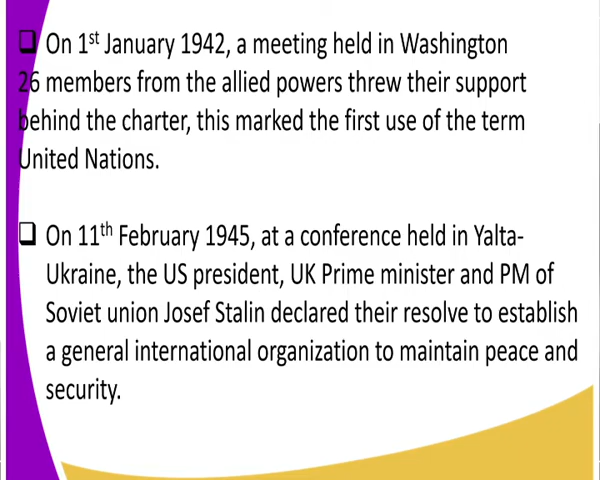 ❑ On 1st January 1942, a meeting held in Washington
26 members from the allied powers threw their support
behind the charter, this marked the first use of the term
United Nations.
❑ On 11th February 1945, at a conference held in Yalta-
Ukraine, the US president, UK Prime minister and PM of
Soviet union Josef Stalin declared their resolve to establish
a general international organization to maintain peace and
security.